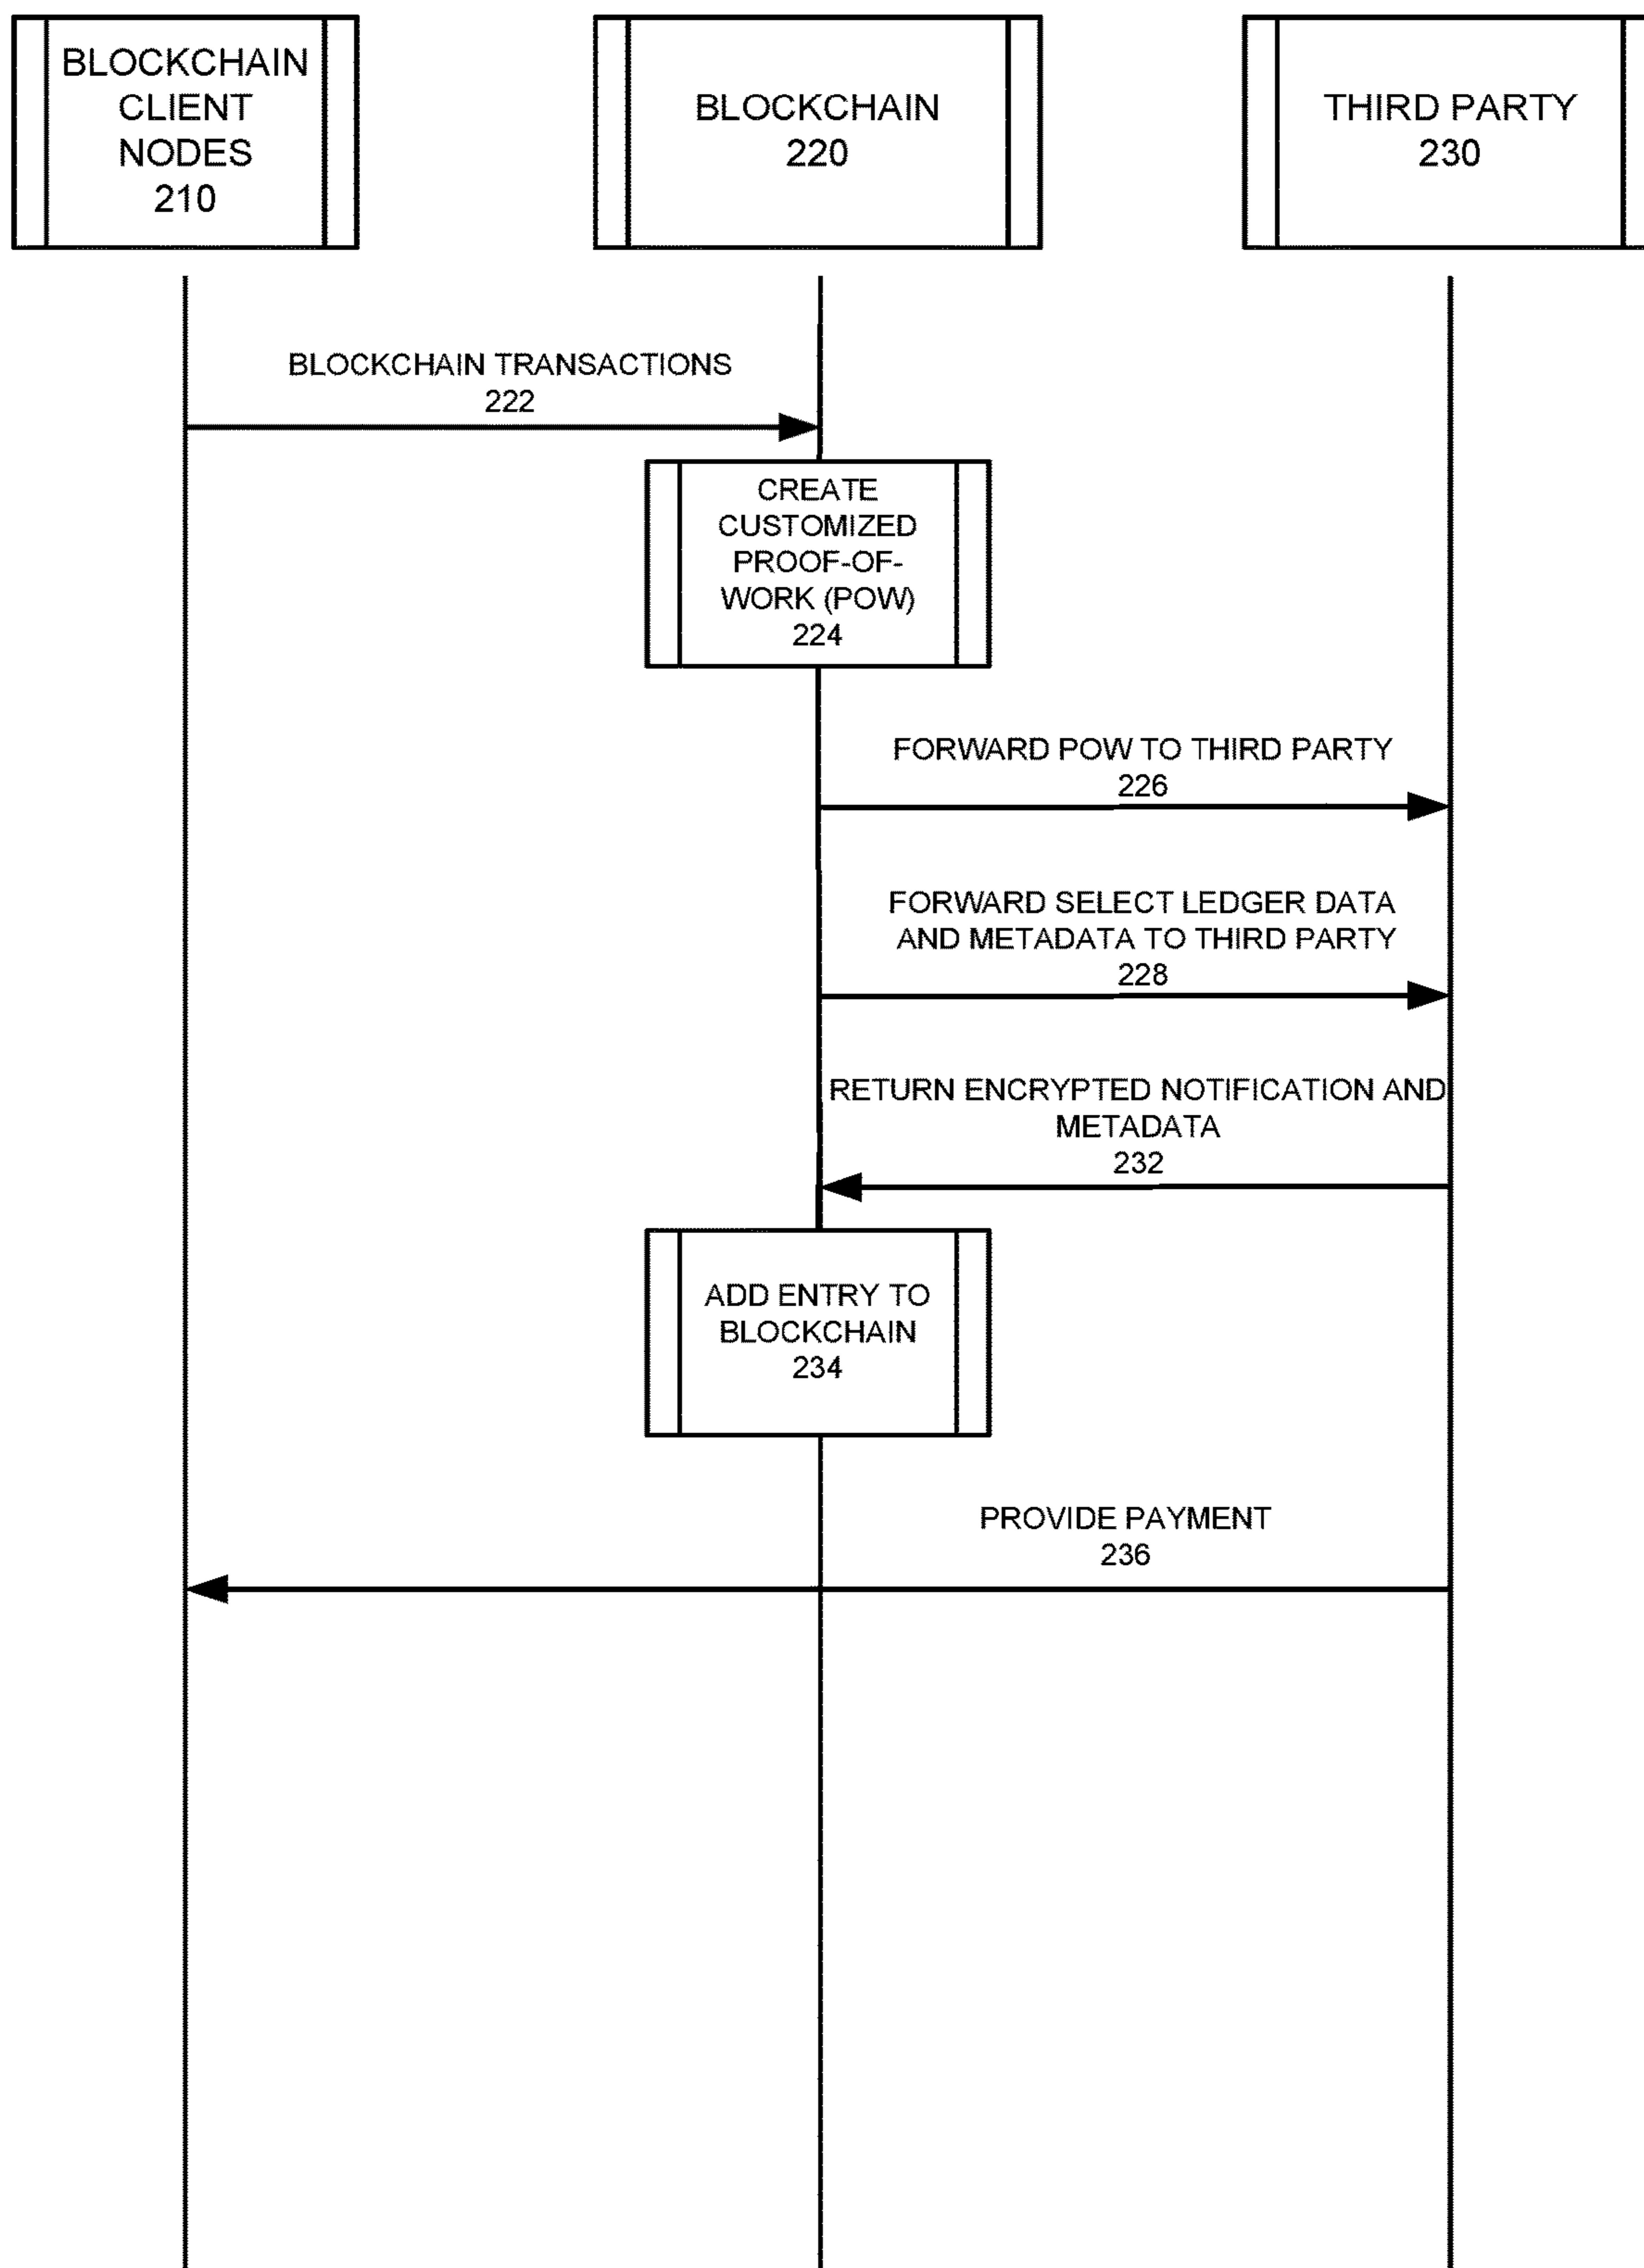 BLOCKCHAIN
CLIENT
NODES
210
BLOCKCHAIN
220
THIRD PARTY
230
BLOCKCHAIN TRANSACTIONS
222
CREATE
CUSTOMIZED
PROOF-OF-
WORK (POW)
224
FORWARD POW TO THIRD PARTY
226
FORWARD SELECT LEDGER DATA
AND METADATA TO THIRD PARTY
228
RETURN ENCRYPTED NOTIFICATION AND
METADATA
232
ADD ENTRY TO
BLOCKCHAIN
234
PROVIDE PAYMENT
236